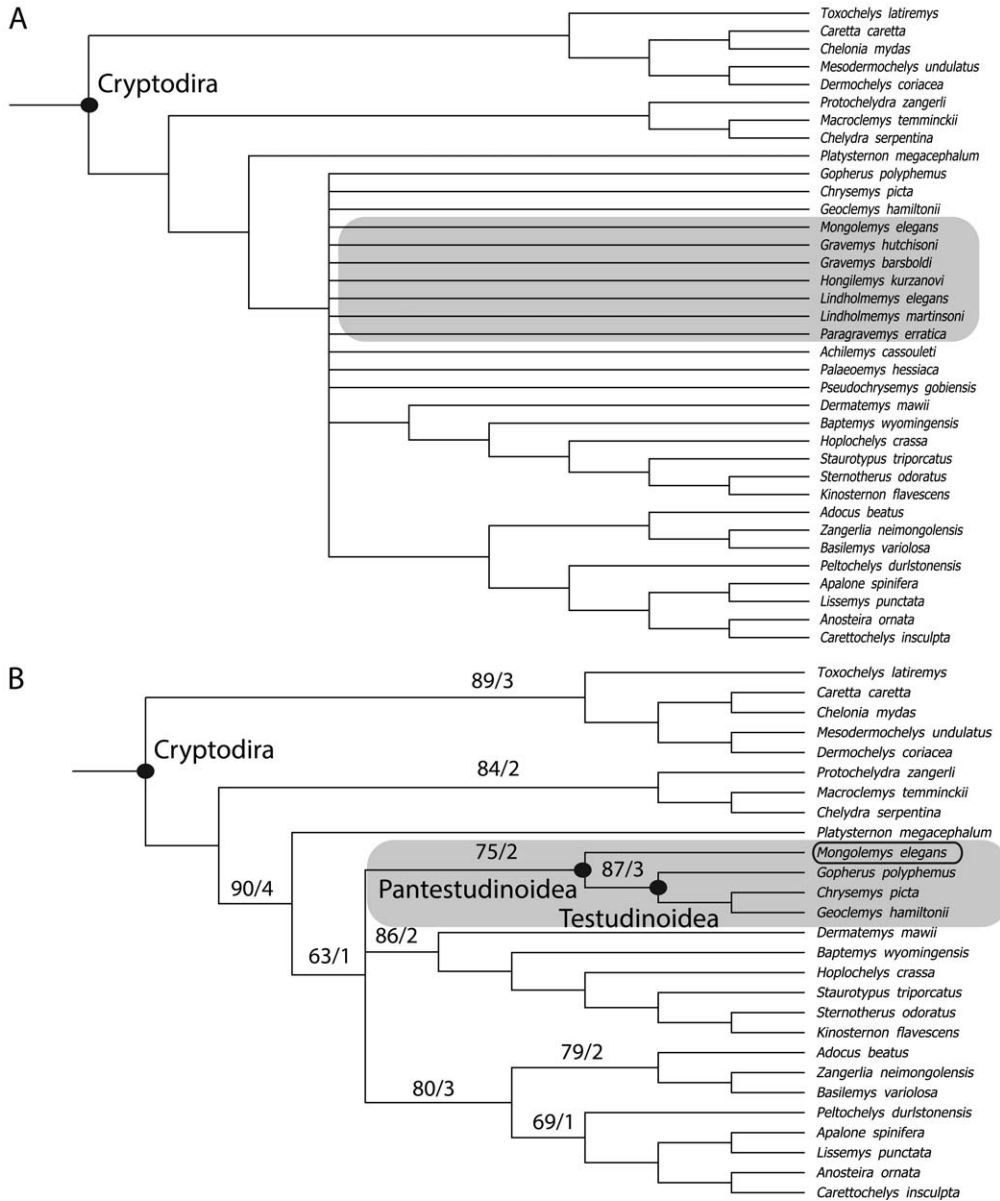 A
Toxochelys latiremys
Caretta caretta
Chelonia mydas
Mesodermochelys undulatus
Dermochelys coriacea
Cryptodira
Protochelydra zangerli
Macroclemys temminckii
Chelydra serpentina
Platysternon megacephalum
Gopherus polyphemus
Chrysemys picta
Geoclemys hamiltonii
Mongolemys elegans
Gravemys hutchisoni
Gravemys barsboldi
Hongilemys kurzanovi
Lindholmemys elegans
Lindholmemys martinsoni
Paragravemys erratica
Achilemys cassouleti
Palaeoemys hessiaca
Pseudochrysemys gobiensis
Dermatemys mawii
Baptemys wyomingensis
Hoplochelys crassa
Staurotypus triporcatus
Sternotherus odoratus
Kinosternon flavescens
Adocus beatus
Zangerlia neimongolensis
Basilemys variolosa
Peltochelys durlstonensis
Apalone spinifera
Lissemys punctata
Anosteira ornata
Carettochelys insculpta
B
Toxochelys latiremys
89/3
Caretta caretta
Chelonia mydas
Mesodermochelys undulatus
Cryptodira
Dermochelys coriacea
84/2
Protochelydra zangerli
Macroclemys temminckii
Chelydra serpentina
Platysternon megacephalum
75/2
Mongolemys elegans
87/3
Gopherus polyphemus
90/4
Pantestudinoidea
Chrysemys picta
Testudinoidea
Geoclemys hamiltonii
86/2
Dermatemys mawii
63/1
Baptemys wyomingensis
Hoplochelys crassa
Staurotypus triporcatus
Sternotherus odoratus
Kinosternon flavescens
79/2
Adocus beatus
Zangerlia neimongolensis
80/3
Basilemys variolosa
69/1
Peltochelys durlstonensis
Apalone spinifera
Lissemys punctata
Anosteira ornata
Carettochelys insculpta